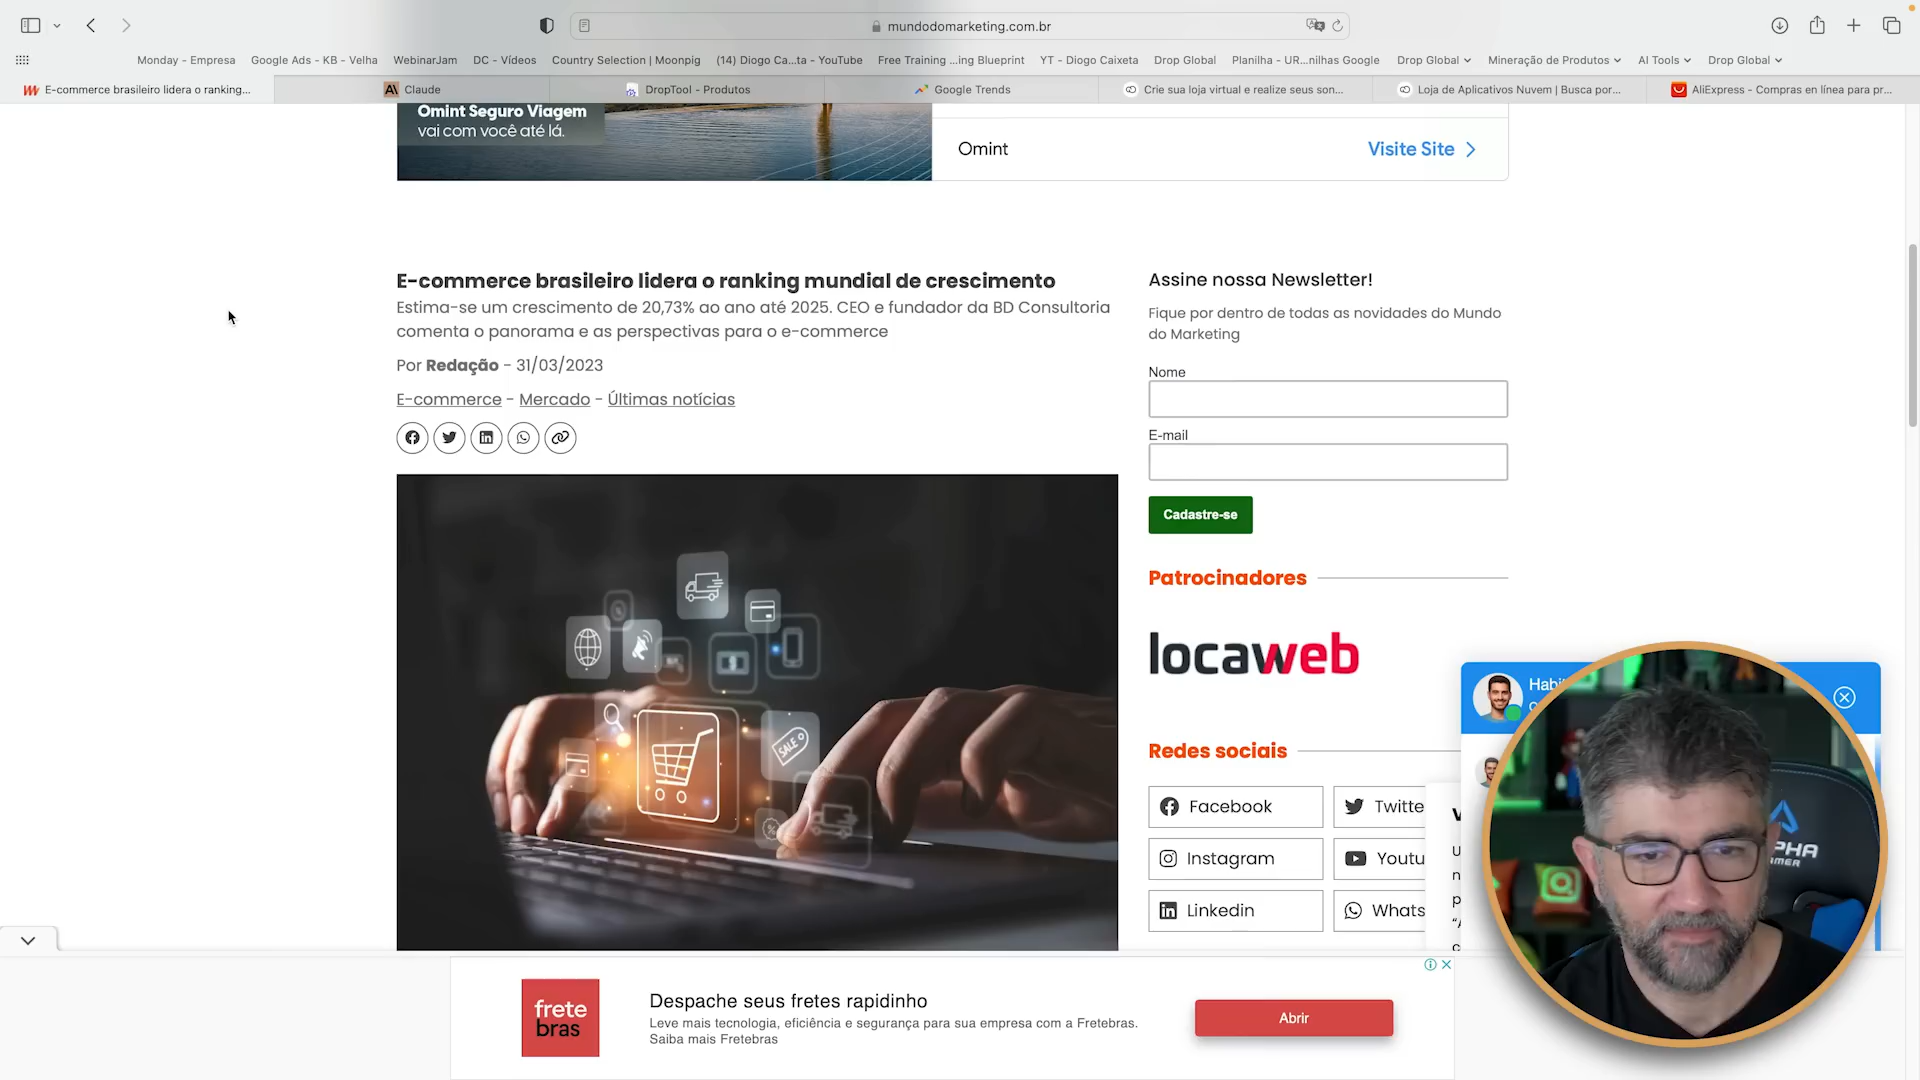 mundodomarketing.com.br
Monday - Empresa
Google Ads - KB - Velha
WebinarJam
DC - Vídeos
Country Selection | Moonpig
(14) Diogo Ca...ta - YouTube
Free Training ...ing Blueprint
YT - Diogo Caixeta
Drop Global
Planilha - UR...nilhas Google
Drop Global
Mineração de Produtos
AI Tools
Drop Global
E-commerce brasileiro lidera o ranking...
Claude
DropTool - Produtos
Google Trends
Crie sua loja virtual e realize seus son...
Loja de Aplicativos Nuvem | Busca por...
AliExpress - Compras en línea para pr...
Omint Seguro Viagem
vai com você até lá.
Omint
Visite Site
E-commerce brasileiro lidera o ranking mundial de crescimento
Estima-se um crescimento de 20,73% ao ano até 2025. CEO e fundador da BD Consultoria
comenta o panorama e as perspectivas para o e-commerce
Por Redação - 31/03/2023
E-commerce - Mercado - Últimas notícias
SALE
Assine nossa Newsletter!
Fique por dentro de todas as novidades do Mundo
do Marketing
Nome
E-mail
Cadastre-se
Patrocinadores
locaweb
Redes sociais
Facebook
Twitte
Instagram
Youtu
Linkedin
Whats
Habi
frete
bras
Despache seus fretes rapidinho
Leve mais tecnologia, eficiência e segurança para sua empresa com a Fretebras.
Saiba mais Fretebras
Abrir